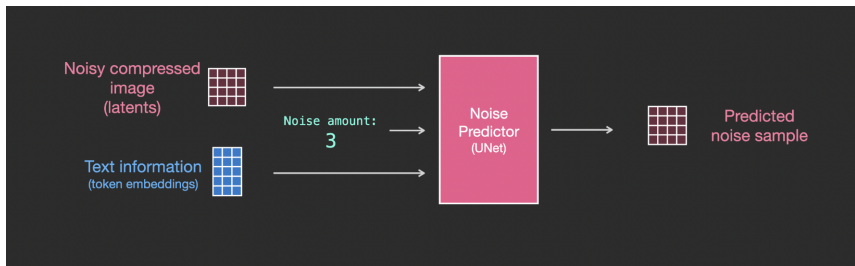 Noisy compressed
image
(latents)
Noise amount:
3
Text information
(token embeddings)
Noise
Predictor
(UNet)
Predicted
noise sample